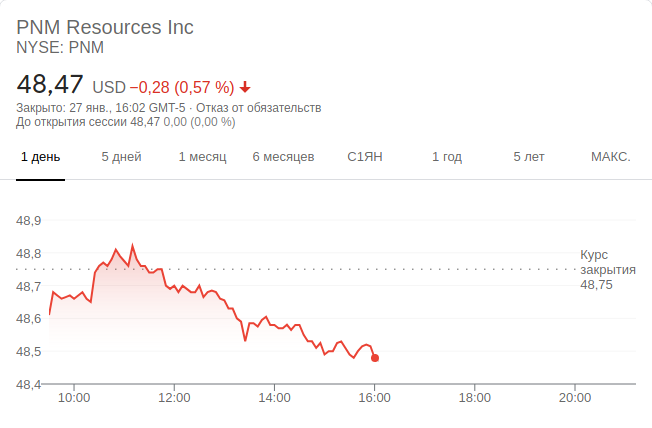 PNM Resources Inc
NYSE: PNM
48,47 USD −0,28 (0,57 %)
Закрыто: 27 янв., 16:02 GMT-5 · Отказ от обязательств
До открытия сессии 48,47 0,00 (0,00 %)
1 день 5 дней 1 месяц 6 месяцев С1ЯН 1 год 5 лет МАКС.
48,9
48,8
48,7
48,6
48,5
48,4
Курс
закрытия
48,75
10:00 12:00 14:00 16:00 18:00 20:00